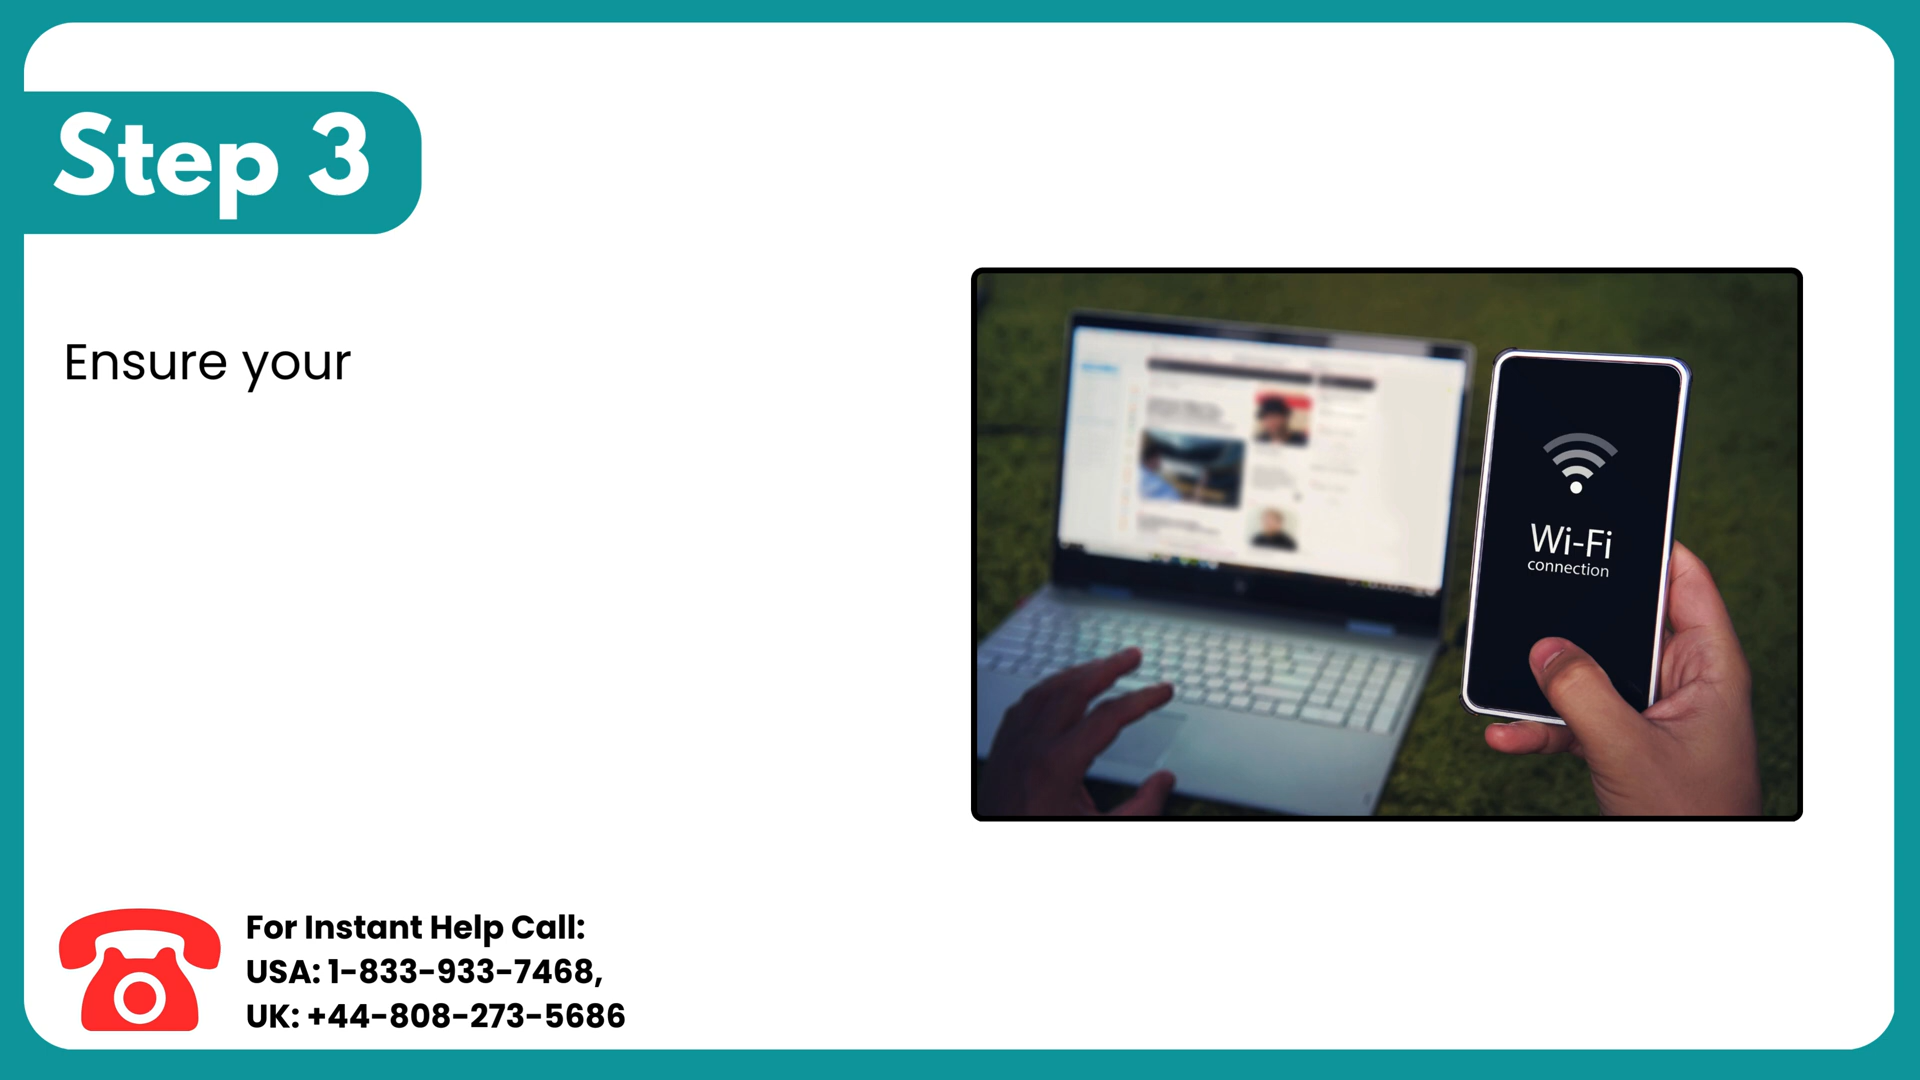 Step 3
Ensure your
Wi-Fi
connection
For Instant Help Call:
USA: 1-833-933-7468,
UK: +44-808-273-5686